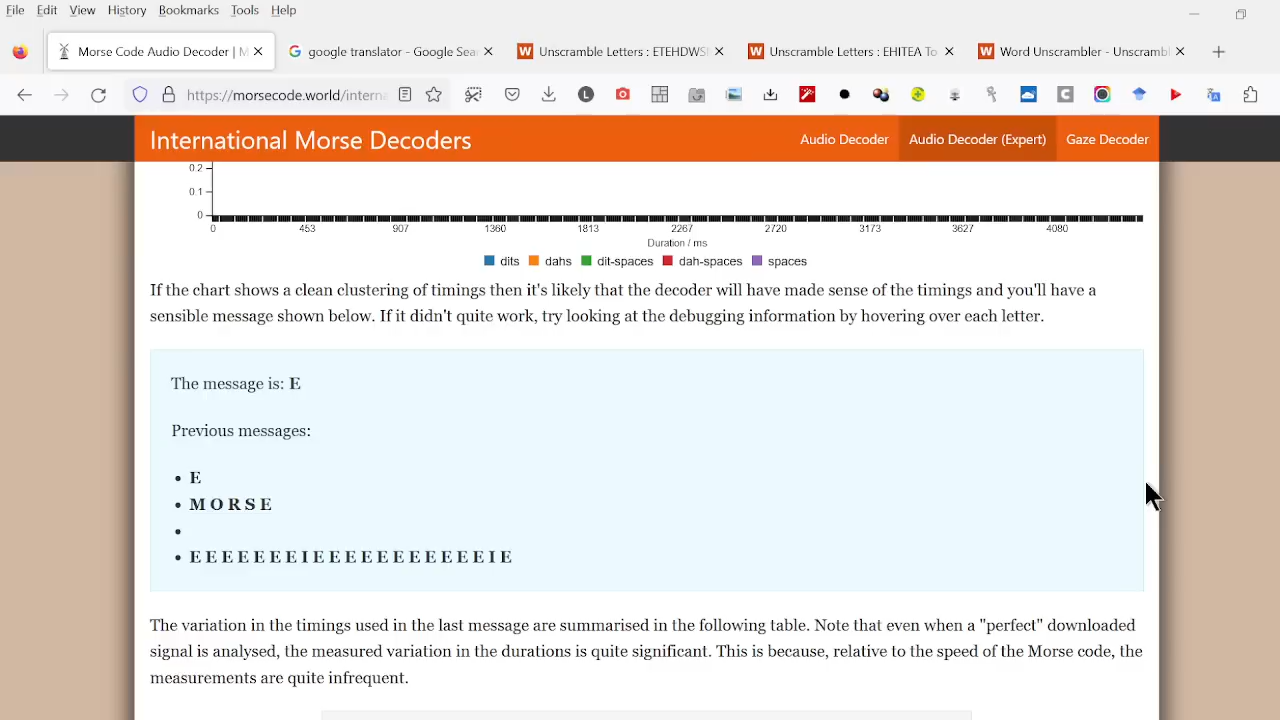 File Edit View History Bookmarks Tools Help
Morse Code Audio Decoder | M
google translator - Google Sea
Unscramble Letters : ETEHDWS
Unscramble Letters : EHITEA To
Word Unscrambler - Unscrambl
https://morsecode.world/interna
International Morse Decoders
Audio Decoder Audio Decoder (Expert) Gaze Decoder
0.2
0.1
0
0 453 907 1360 1813 2267 2720 3173 3627 4080
Duration / ms
dits dahs dit-spaces dah-spaces spaces
If the chart shows a clean clustering of timings then it's likely that the decoder will have made sense of the timings and you'll have a
sensible message shown below. If it didn't quite work, try looking at the debugging information by hovering over each letter.
The message is: E
Previous messages:
• E
• M O R S E
•
• E E E E E E E I E E E E E E E E E E E I E
The variation in the timings used in the last message are summarised in the following table. Note that even when a "perfect" downloaded
signal is analysed, the measured variation in the durations is quite significant. This is because, relative to the speed of the Morse code, the
measurements are quite infrequent.